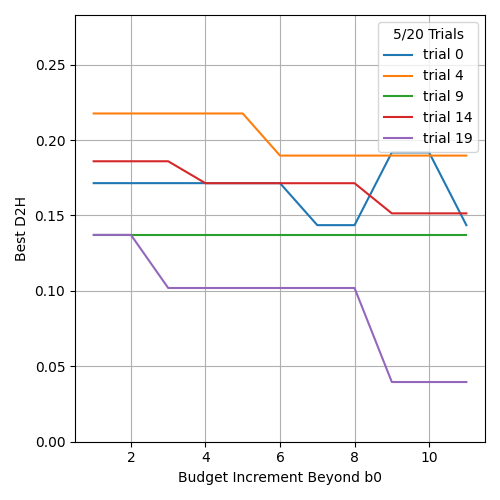 5/20 Trials
trial 0
trial 4
trial 9
trial 14
trial 19
0.25
0.20
0.15
0.10
0.05
0.00
Best D2H
2 4 6 8 10
Budget Increment Beyond b0